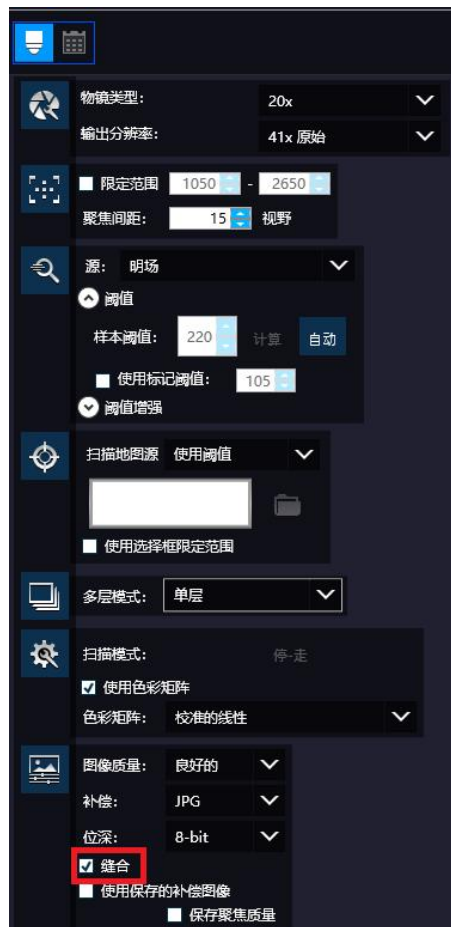 物镜类型: 20x
输出分辨率: 41x 原始
限定范围 1050 - 2650
聚焦间距: 15 视野
源: 明场
阈值
样本阈值: 220 计算 自动
使用标记阈值: 105
阈值增强
扫描地图源 使用阈值
使用选择框限定范围
多层模式: 单层
扫描模式: 停-走
使用色彩矩阵
色彩矩阵: 校准的线性
图像质量: 良好的
补偿: JPG
位深: 8-bit
缝合
使用保存的补偿图像
保存聚焦质量